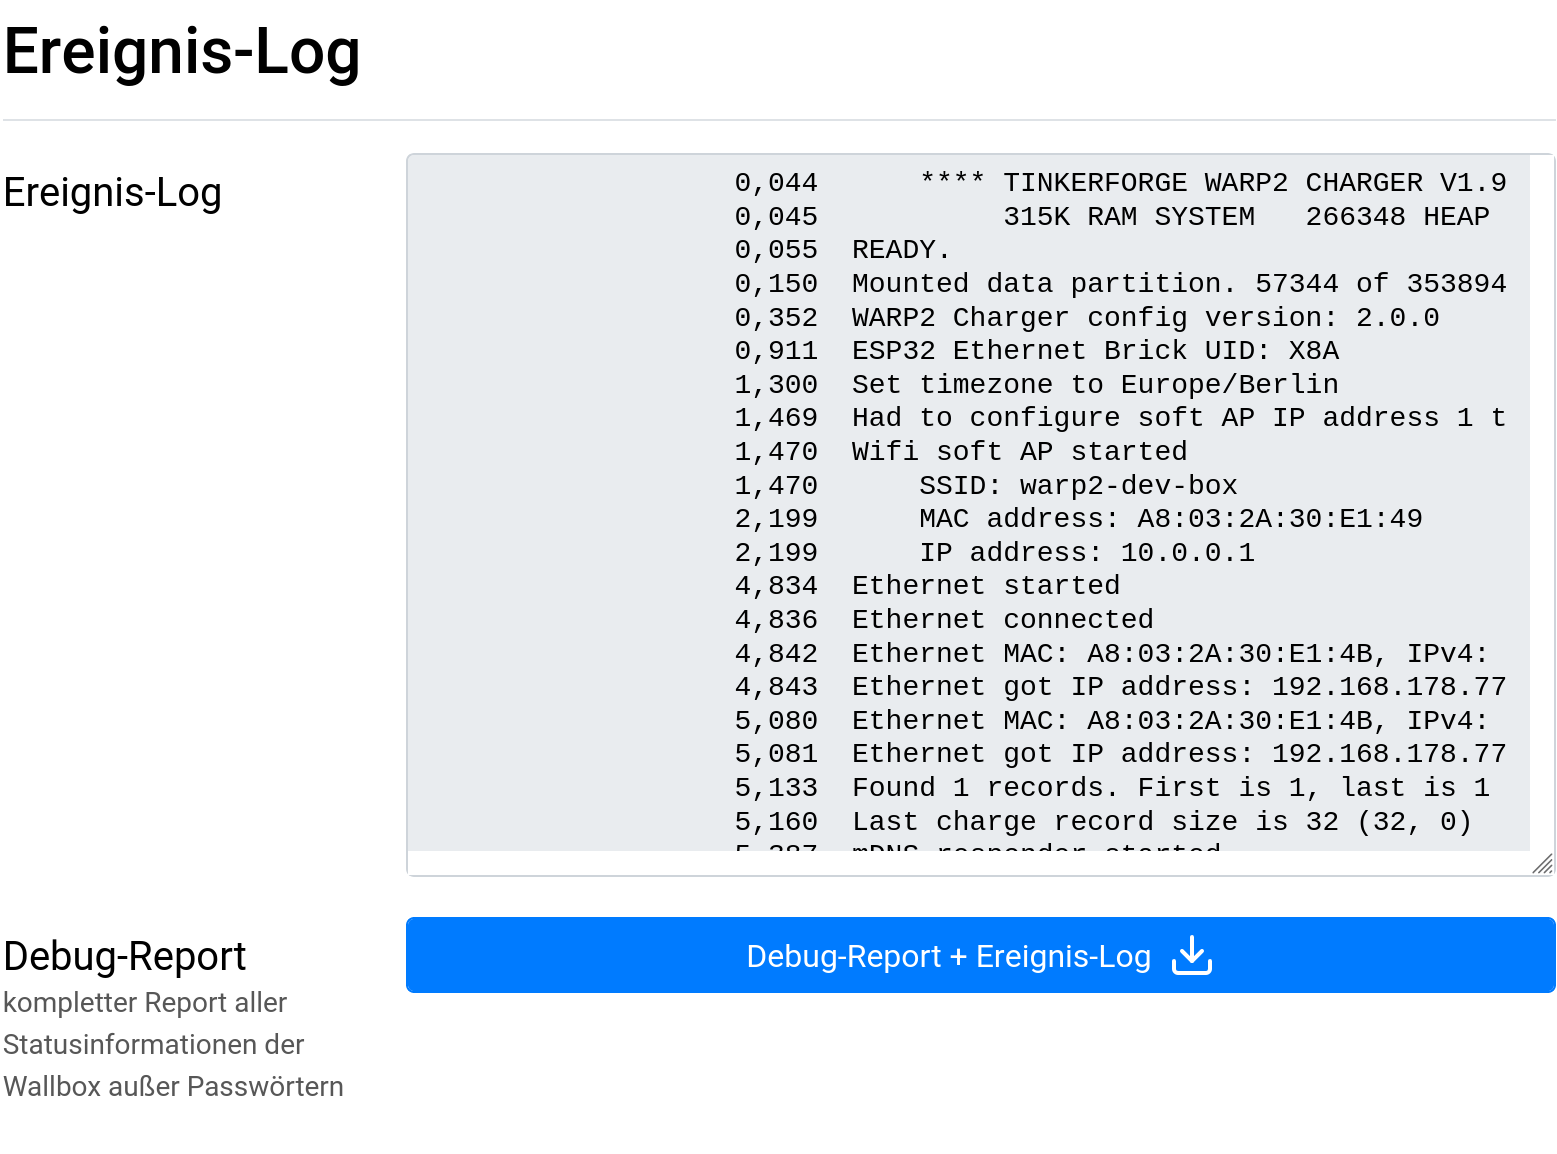 Ereignis-Log
Ereignis-Log
0,044      **** TINKERFORGE WARP2 CHARGER V1.9
0,045           315K RAM SYSTEM   266348 HEAP
0,055  READY.
0,150  Mounted data partition. 57344 of 353894
0,352  WARP2 Charger config version: 2.0.0
0,911  ESP32 Ethernet Brick UID: X8A
1,300  Set timezone to Europe/Berlin
1,469  Had to configure soft AP IP address 1 t
1,470  Wifi soft AP started
1,470      SSID: warp2-dev-box
2,199      MAC address: A8:03:2A:30:E1:49
2,199      IP address: 10.0.0.1
4,834  Ethernet started
4,836  Ethernet connected
4,842  Ethernet MAC: A8:03:2A:30:E1:4B, IPv4:
4,843  Ethernet got IP address: 192.168.178.77
5,080  Ethernet MAC: A8:03:2A:30:E1:4B, IPv4:
5,081  Ethernet got IP address: 192.168.178.77
5,133  Found 1 records. First is 1, last is 1
5,160  Last charge record size is 32 (32, 0)
mDNS responder started
Debug-Report
kompletter Report aller
Statusinformationen der
Wallbox außer Passwörtern
Debug-Report + Ereignis-Log